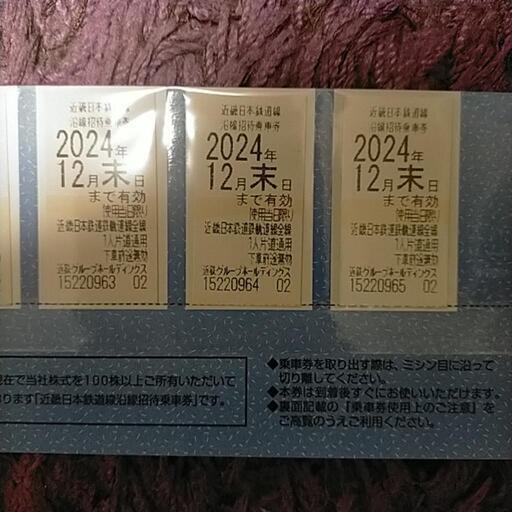 近畿日本鉄道線
沿線招待乗車券
2024年
12月末日
まで有効
使用当日限り
近畿日本鉄道鉄軌道線全線
1人片道通用
下車前途無効
近鉄グループホールディングス
15220963 02
近畿日本鉄道線
沿線招待乗車券
2024年
12月末日
まで有効
使用当日限り
近畿日本鉄道鉄軌道線全線
1人片道通用
下車前途無効
近鉄グループホールディングス
15220964 02
近畿日本鉄道線
沿線招待乗車券
2024年
12月末日
まで有効
使用当日限り
近畿日本鉄道鉄軌道線全線
1人片道通用
下車前途無効
近鉄グループホールディングス
15220965 02
現在で当社株式を100株以上ご所有いただいて
ります「近畿日本鉄道線沿線招待乗車券」です。
◆乗車券を取り出す際は、ミシン目に沿って
切り離してください。
◆本券は到着後すぐにお使いいただけます。
◆裏面記載の『乗車券使用上のご注意』を
ご高覧のうえご利用ください。